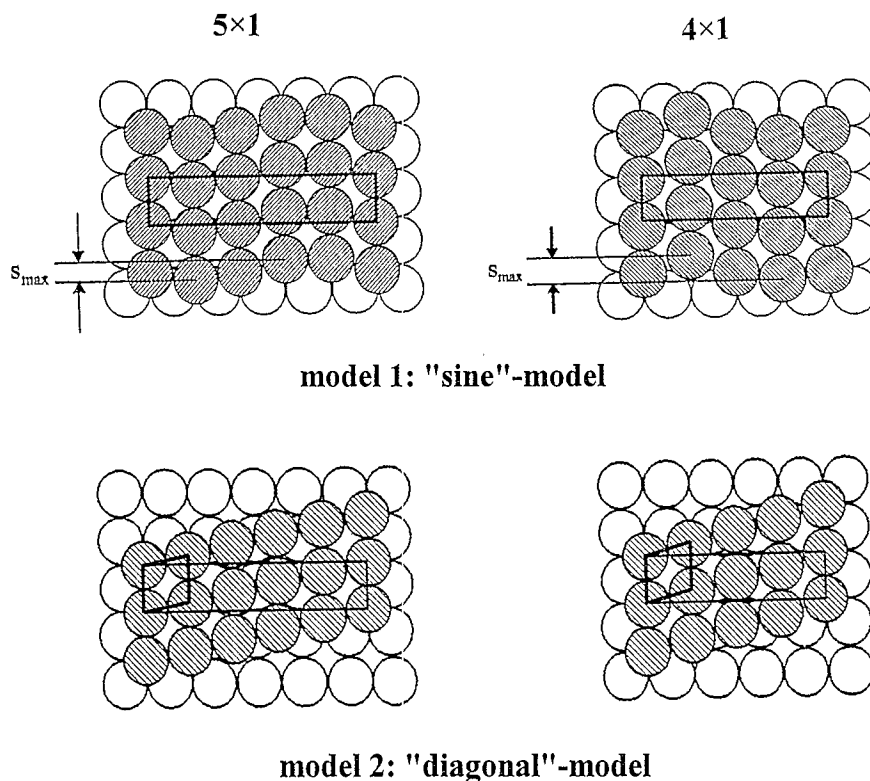 5×1 4×1
s_max s_max
model 1: "sine"-model
model 2: "diagonal"-model